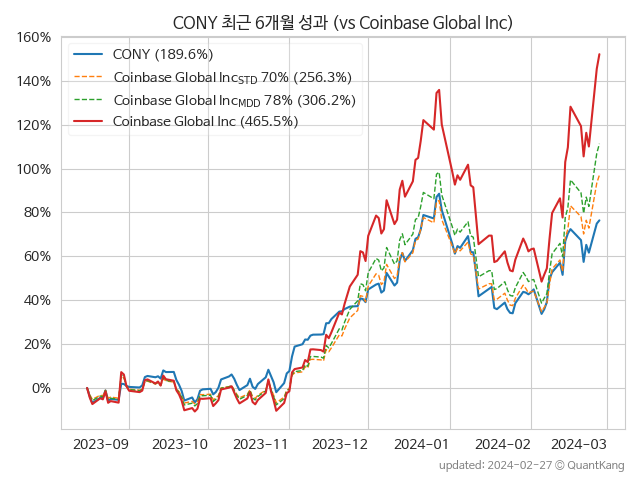 CONY 최근 6개월 성과 (vs Coinbase Global Inc)
160%
140%
120%
100%
80%
60%
40%
20%
0%
CONY (189.6%)
Coinbase Global IncSTD 70% (256.3%)
Coinbase Global IncMDD 78% (306.2%)
Coinbase Global Inc (465.5%)
2023-09 2023-10 2023-11 2023-12 2024-01 2024-02 2024-03
updated: 2024-02-27 © QuantKang